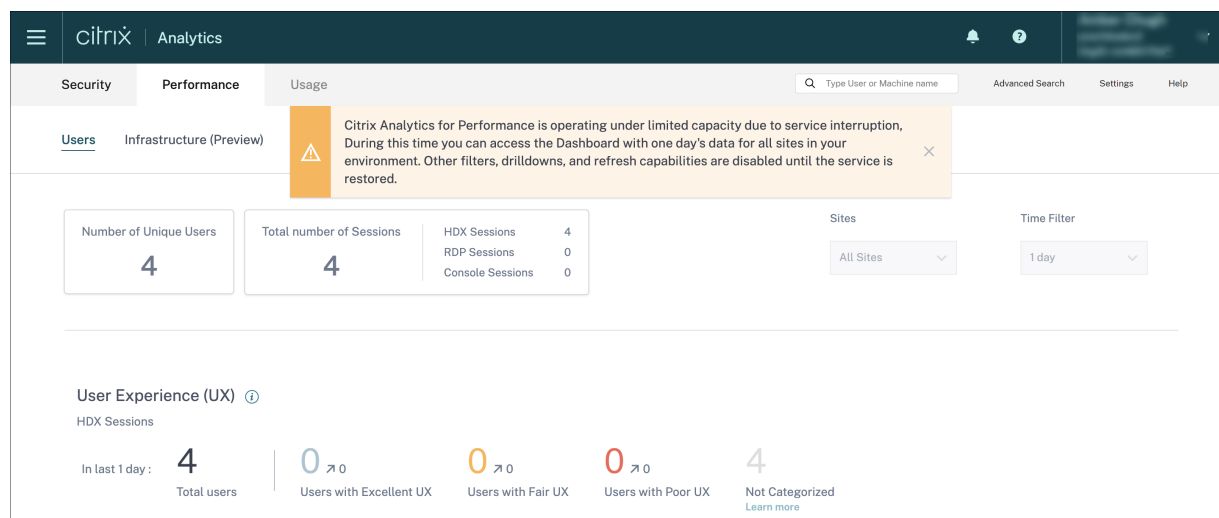 citrix | Analytics
Security Performance Usage Type User or Machine name Advanced Search Settings Help
Users Infrastructure (Preview)
Citrix Analytics for Performance is operating under limited capacity due to service interruption,
During this time you can access the Dashboard with one day's data for all sites in your
environment. Other filters, drilldowns, and refresh capabilities are disabled until the service is
restored.
Number of Unique Users
4
Total number of Sessions
4
HDX Sessions 4
RDP Sessions 0
Console Sessions 0
Sites
All Sites
Time Filter
1 day
User Experience (UX)
HDX Sessions
In last 1 day :
4
Total users
0 0
Users with Excellent UX
0 0
Users with Fair UX
0 0
Users with Poor UX
4
Not Categorized
Learn more